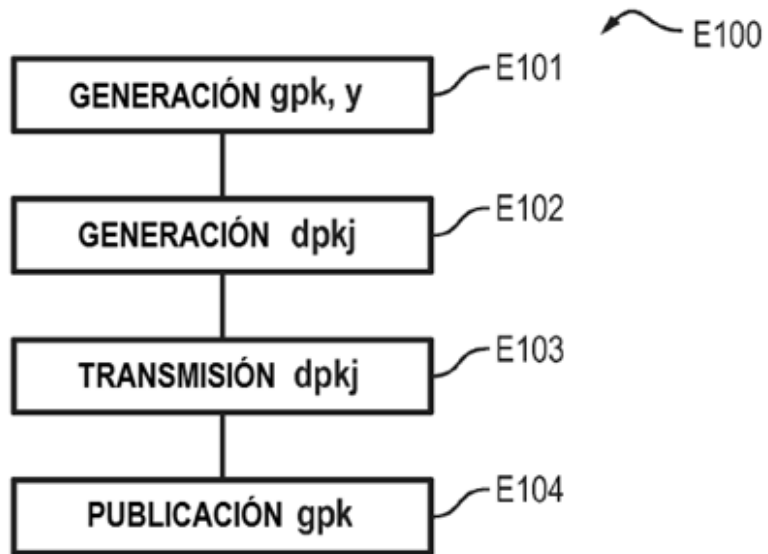 E100
GENERACIÓN gpk, y
E101
GENERACIÓN dpkj
E102
TRANSMISIÓN dpkj
E103
PUBLICACIÓN gpk
E104